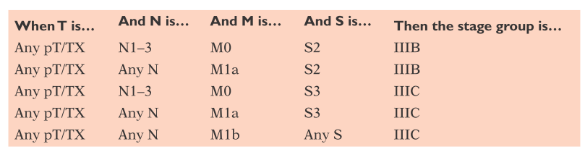 When T is... And N is... And M is... And S is... Then the stage group is...
Any pT/TX N1–3 M0 S2 IIIB
Any pT/TX Any N M1a S2 IIIB
Any pT/TX N1–3 M0 S3 IIIC
Any pT/TX Any N M1a S3 IIIC
Any pT/TX Any N M1b Any S IIIC